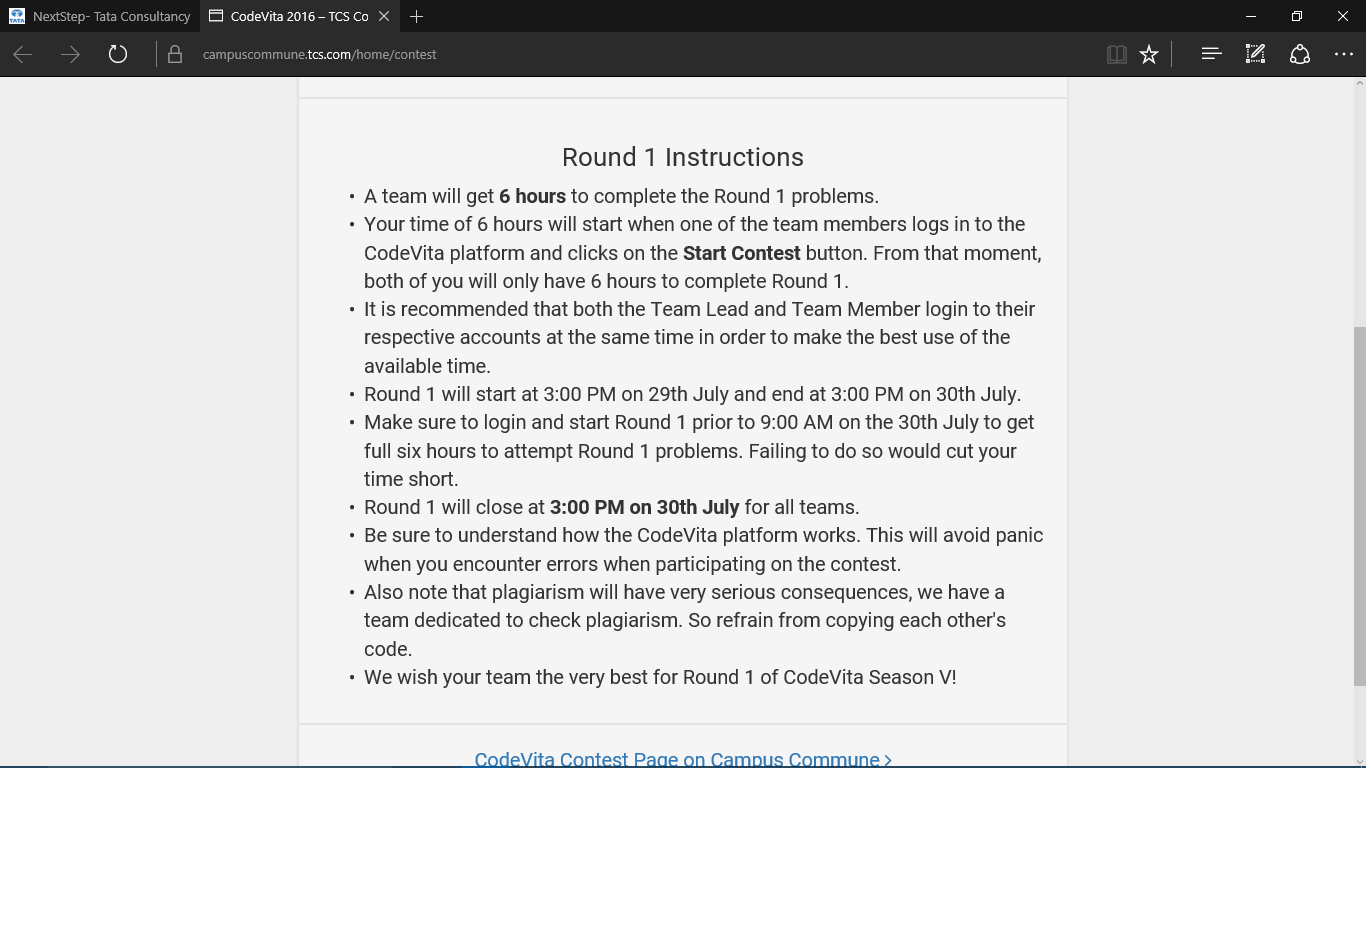 NextStep- Tata Consultancy
CodeVita 2016 – TCS Co
TATA
campuscommune.tcs.com/home/contest
Round 1 Instructions
• A team will get 6 hours to complete the Round 1 problems.
• Your time of 6 hours will start when one of the team members logs in to the
CodeVita platform and clicks on the Start Contest button. From that moment,
both of you will only have 6 hours to complete Round 1.
• It is recommended that both the Team Lead and Team Member login to their
respective accounts at the same time in order to make the best use of the
available time.
• Round 1 will start at 3:00 PM on 29th July and end at 3:00 PM on 30th July.
• Make sure to login and start Round 1 prior to 9:00 AM on the 30th July to get
full six hours to attempt Round 1 problems. Failing to do so would cut your
time short.
• Round 1 will close at 3:00 PM on 30th July for all teams.
• Be sure to understand how the CodeVita platform works. This will avoid panic
when you encounter errors when participating on the contest.
• Also note that plagiarism will have very serious consequences, we have a
team dedicated to check plagiarism. So refrain from copying each other's
code.
• We wish your team the very best for Round 1 of CodeVita Season V!
CodeVita Contest Page on Campus Commune >